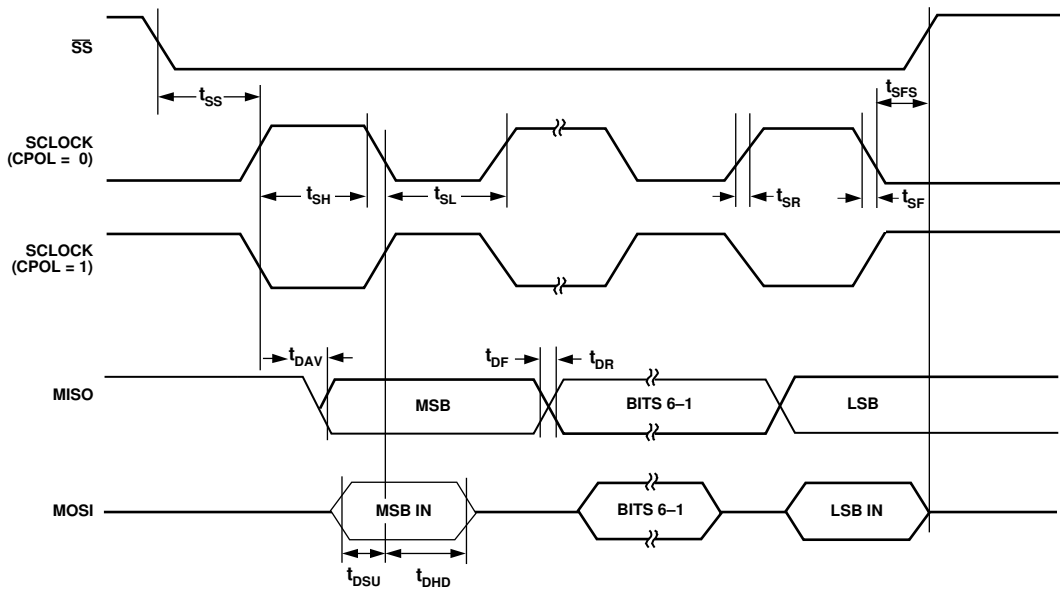 SS
tSS
tSFS
SCLOCK
(CPOL = 0)
tSH
tSL
tSR
tSF
SCLOCK
(CPOL = 1)
tDAV
tDF
tDR
MISO
MSB
BITS 6–1
LSB
MOSI
MSB IN
BITS 6–1
LSB IN
tDSU
tDHD